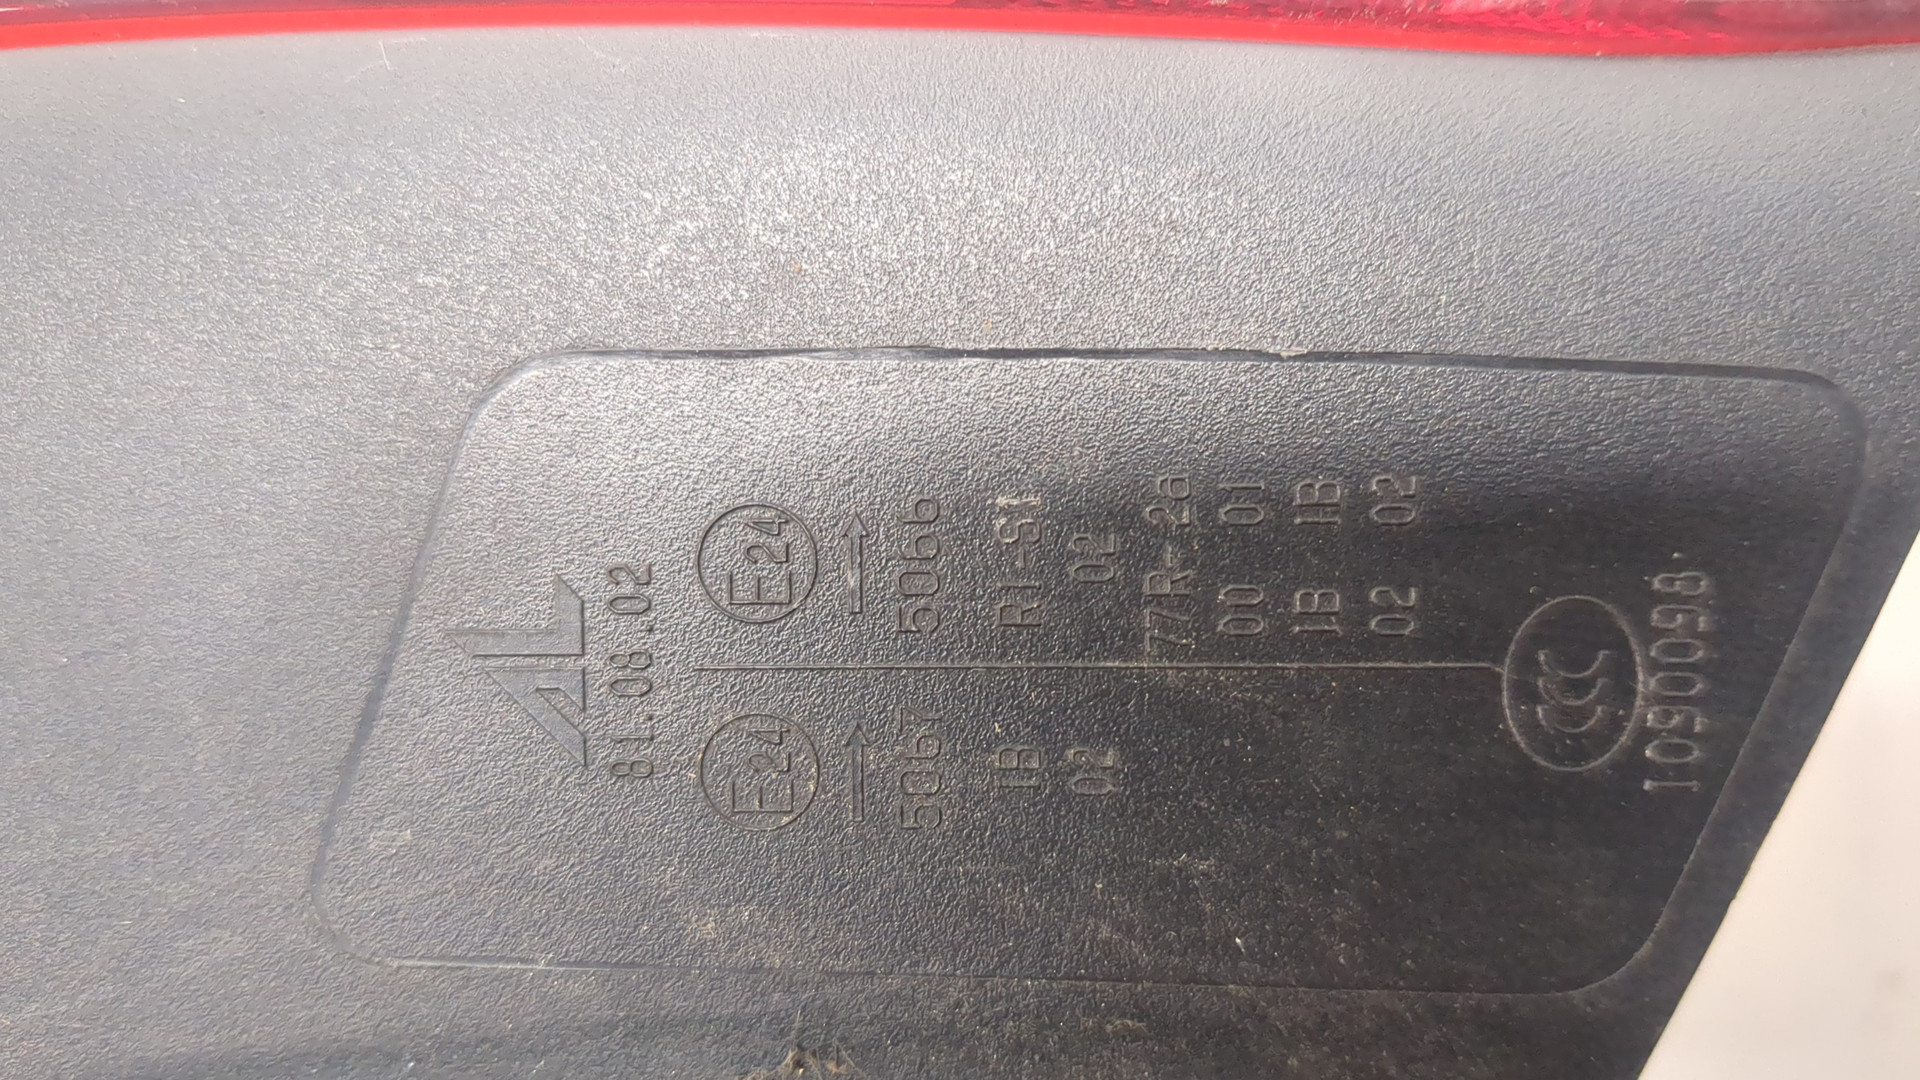 AL
81.08.02
E24
→
5067
1B
02
E24
→
5066
R1-S1
02
77R-2a
00 01
1B 1B
02 02
CCC
1090098